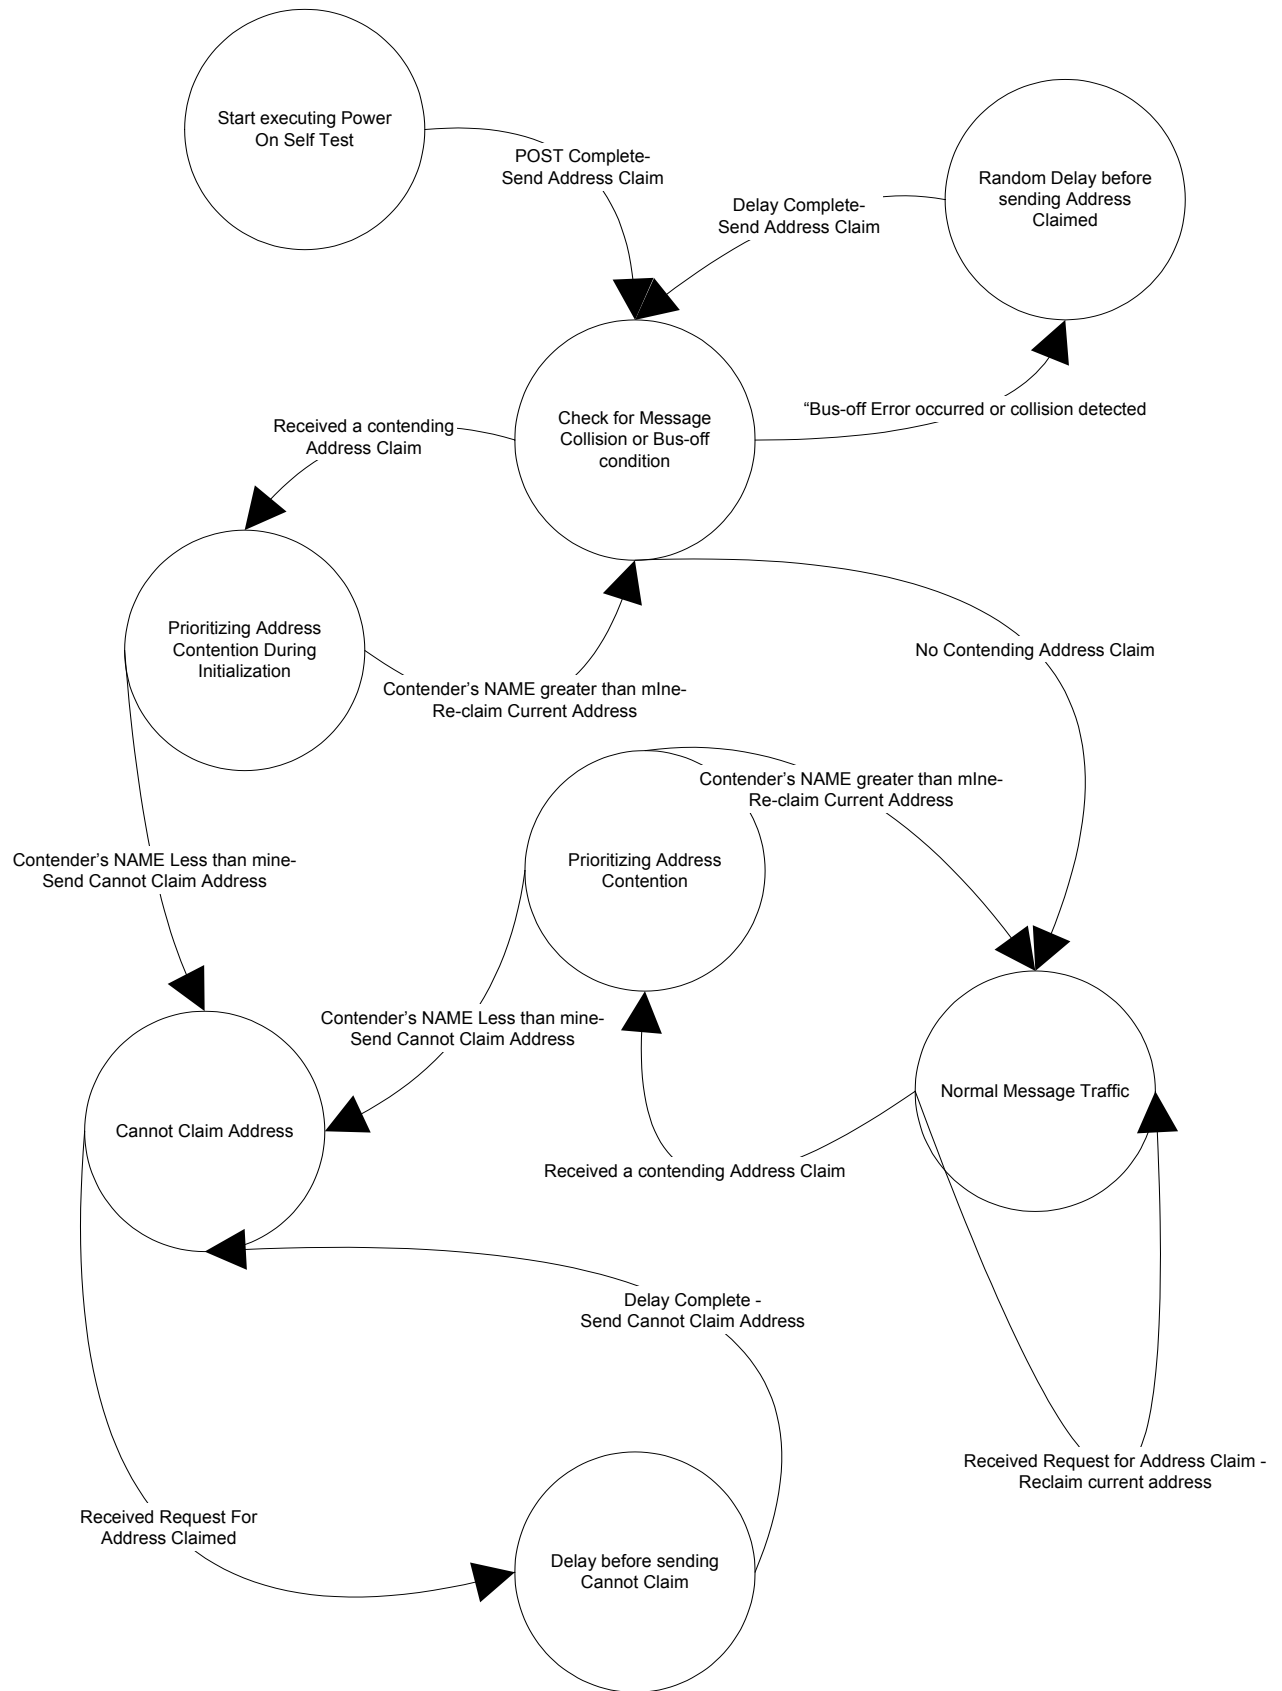 Start executing Power
On Self Test
POST Complete-
Send Address Claim
Random Delay before
sending Address
Claimed
Delay Complete-
Send Address Claim
Check for Message
Collision or Bus-off
condition
“Bus-off Error occurred or collision detected
Received a contending
Address Claim
Prioritizing Address
Contention During
Initialization
No Contending Address Claim
Contender’s NAME greater than mIne-
Re-claim Current Address
Contender’s NAME greater than mIne-
Re-claim Current Address
Contender’s NAME Less than mine-
Send Cannot Claim Address
Prioritizing Address
Contention
Contender’s NAME Less than mine-
Send Cannot Claim Address
Cannot Claim Address
Normal Message Traffic
Received a contending Address Claim
Delay Complete -
Send Cannot Claim Address
Received Request for Address Claim -
Reclaim current address
Received Request For
Address Claimed
Delay before sending
Cannot Claim